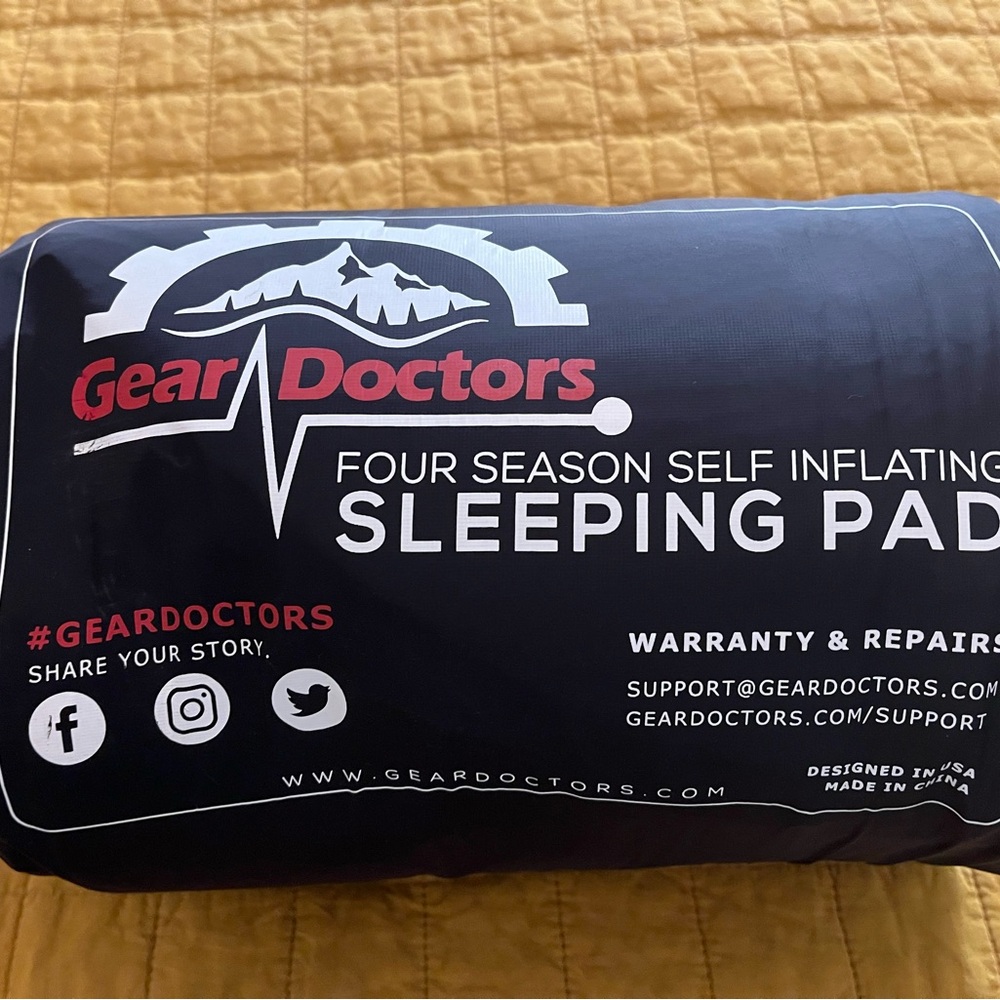 Gear Doctors
FOUR SEASON SELF INFLATING
SLEEPING PAD
#GEARDOCTORS
SHARE YOUR STORY.
WARRANTY & REPAIRS
SUPPORT@GEARDOCTORS.COM
GEARDOCTORS.COM/SUPPORT
WWW.GEARDOCTORS.COM
DESIGNED IN USA
MADE IN CHINA